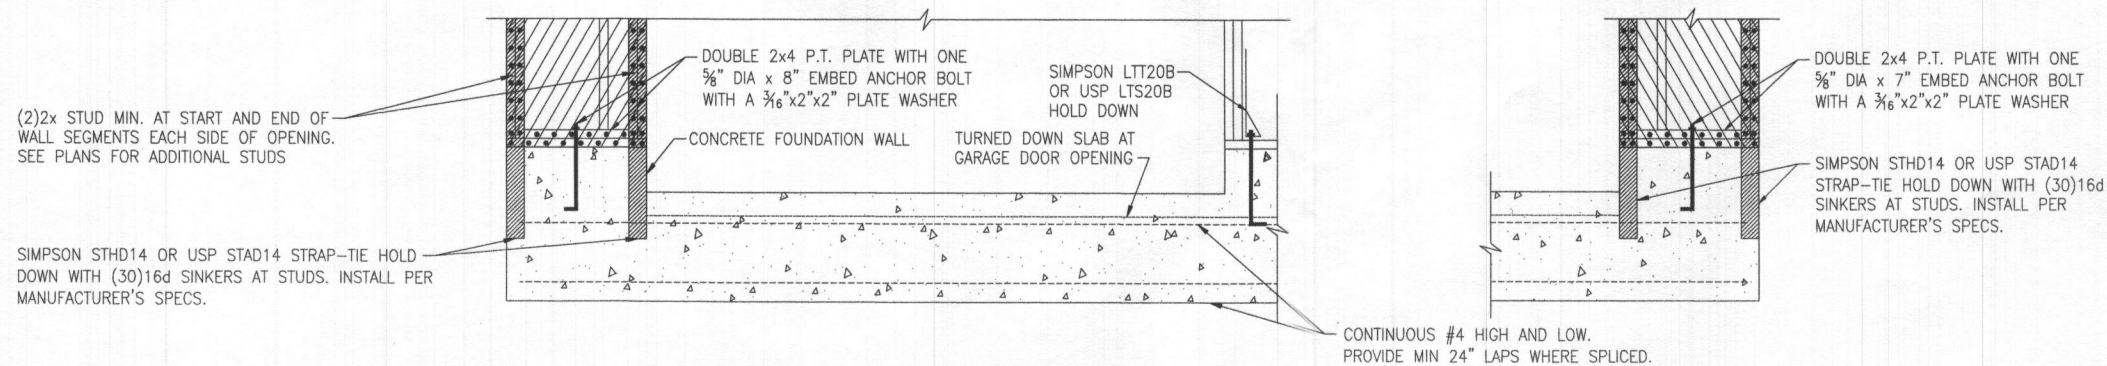 (2)2x STUD MIN. AT START AND END OF
WALL SEGMENTS EACH SIDE OF OPENING.
SEE PLANS FOR ADDITIONAL STUDS
SIMPSON STHD14 OR USP STAD14 STRAP-TIE HOLD
DOWN WITH (30)16d SINKERS AT STUDS. INSTALL PER
MANUFACTURER'S SPECS.
DOUBLE 2x4 P.T. PLATE WITH ONE
5/8" DIA x 8" EMBED ANCHOR BOLT
WITH A 3/16"x2"x2" PLATE WASHER
CONCRETE FOUNDATION WALL
SIMPSON LTT20B
OR USP LTS20B
HOLD DOWN
TURNED DOWN SLAB AT
GARAGE DOOR OPENING
CONTINUOUS #4 HIGH AND LOW.
PROVIDE MIN 24" LAPS WHERE SPLICED.
DOUBLE 2x4 P.T. PLATE WITH ONE
5/8" DIA x 7" EMBED ANCHOR BOLT
WITH A 3/16"x2"x2" PLATE WASHER
SIMPSON STHD14 OR USP STAD14
STRAP-TIE HOLD DOWN WITH (30)16d
SINKERS AT STUDS. INSTALL PER
MANUFACTURER'S SPECS.